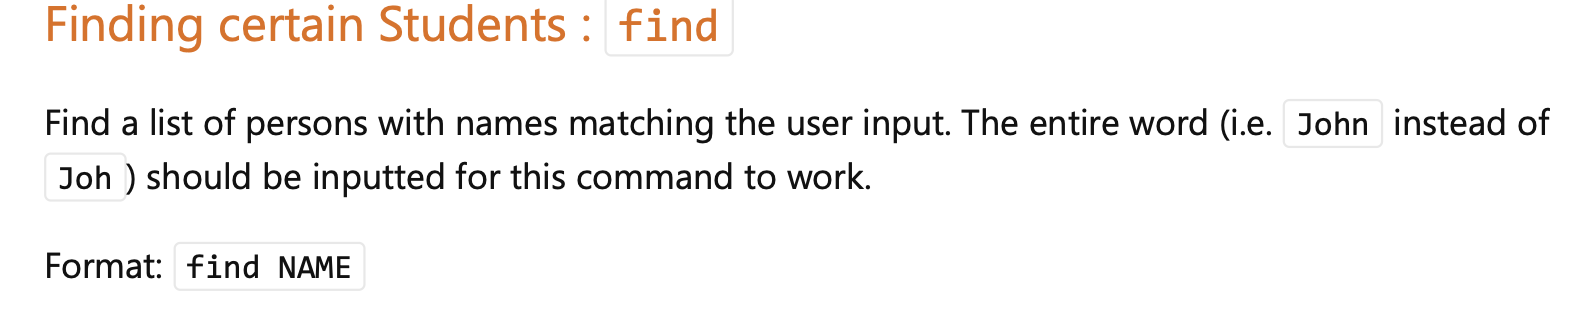 Finding certain Students : find
Find a list of persons with names matching the user input. The entire word (i.e. John instead of
Joh ) should be inputted for this command to work.
Format: find NAME